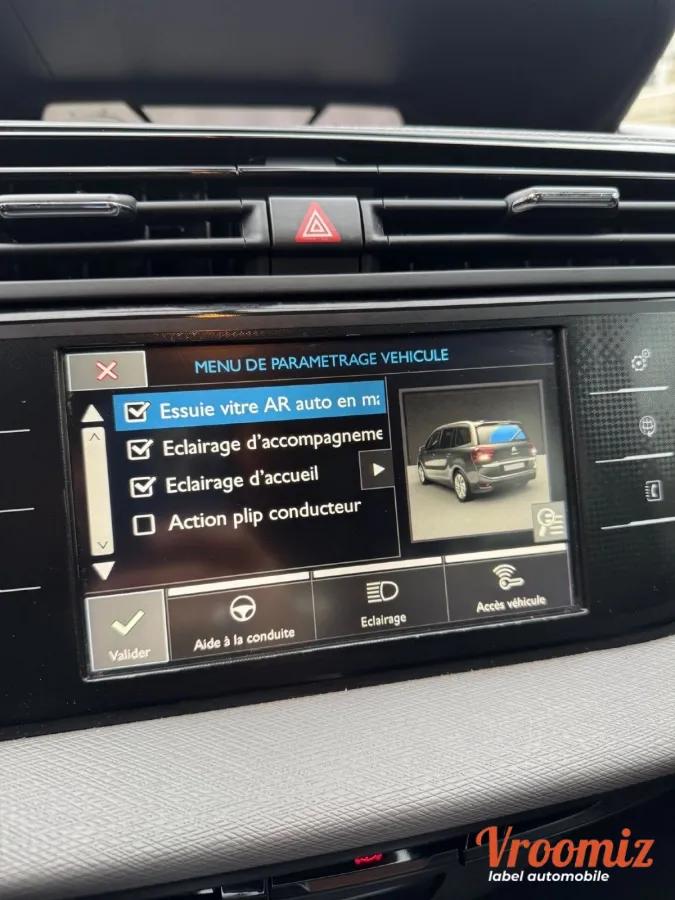 MENU DE PARAMETRAGE VEHICULE
Essuie vitre AR auto en ma
Eclairage d'accompagneme
Eclairage d'accueil
Action plip conducteur
Valider
Aide à la conduite
Eclairage
Accès véhicule
Vroomiz
label automobile